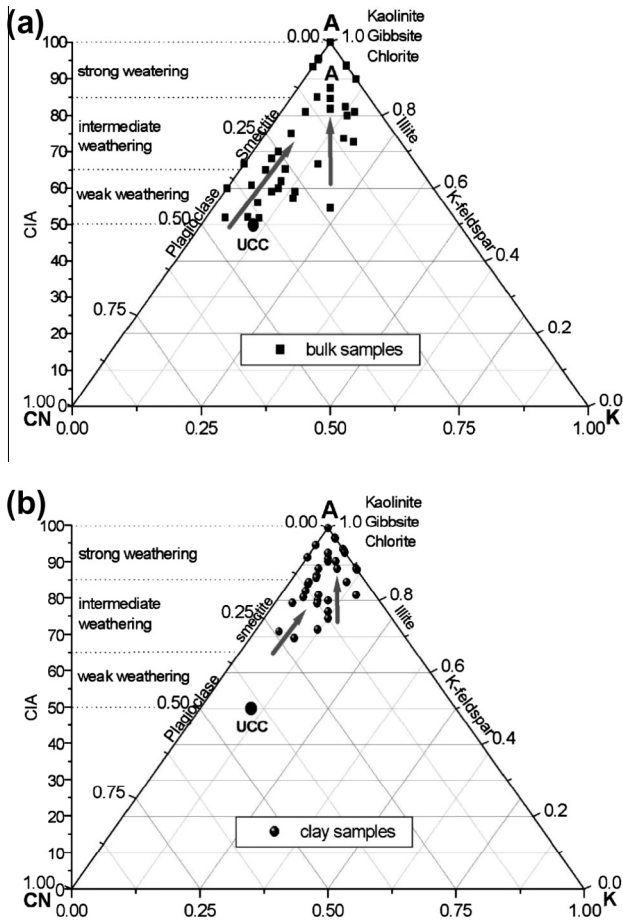 (a)
A
0.00
1.0
Kaolinite
Gibbsite
Chlorite
A
100
90
80
70
60
50
40
30
20
10
0
CIA
strong weatering
intermediate
weathering
weak weathering
0.25
0.50
0.75
1.00
Smectite
Plagioclase
Illite
K-feldspar
0.8
0.6
0.4
0.2
0.0
UCC
bulk samples
CN
K
0.00
0.25
0.50
0.75
1.00
(b)
A
0.00
1.0
Kaolinite
Gibbsite
Chlorite
100
90
80
70
60
50
40
30
20
10
0
CIA
strong weathering
intermediate
weathering
weak weathering
0.25
0.50
0.75
1.00
smectite
Plagioclase
Illite
K-feldspar
0.8
0.6
0.4
0.2
0.0
UCC
clay samples
CN
K
0.00
0.25
0.50
0.75
1.00